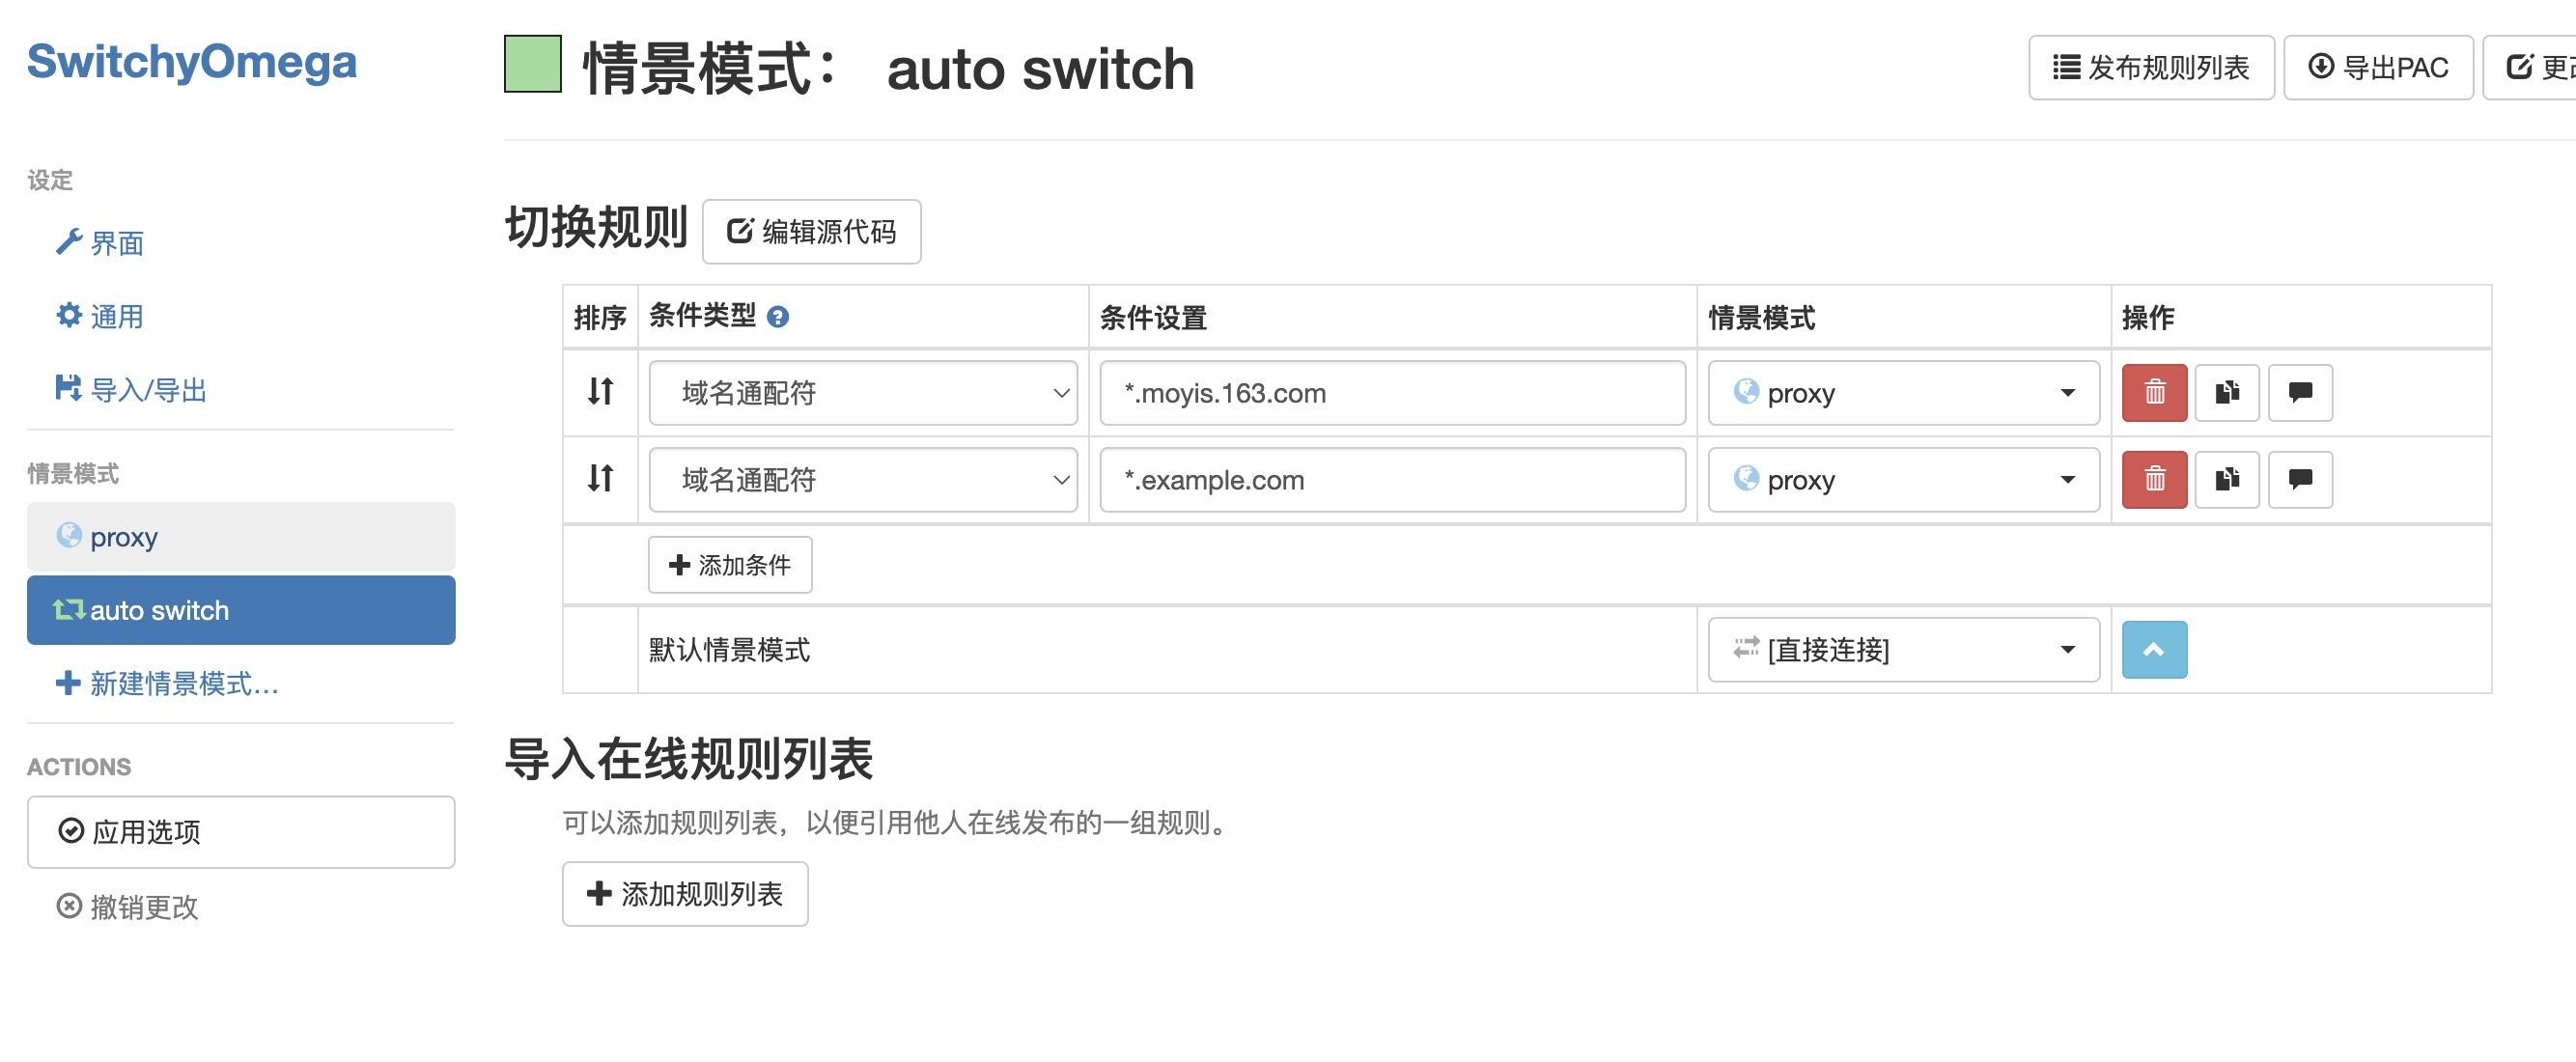 SwitchyOmega
情景模式： auto switch
发布规则列表
导出PAC
设定
界面
通用
导入/导出
情景模式
proxy
auto switch
新建情景模式…
ACTIONS
应用选项
撤销更改
切换规则
编辑源代码
排序 条件类型 条件设置 情景模式 操作
域名通配符 *.moyis.163.com proxy
域名通配符 *.example.com proxy
添加条件
默认情景模式 [直接连接]
导入在线规则列表
可以添加规则列表，以便引用他人在线发布的一组规则。
添加规则列表